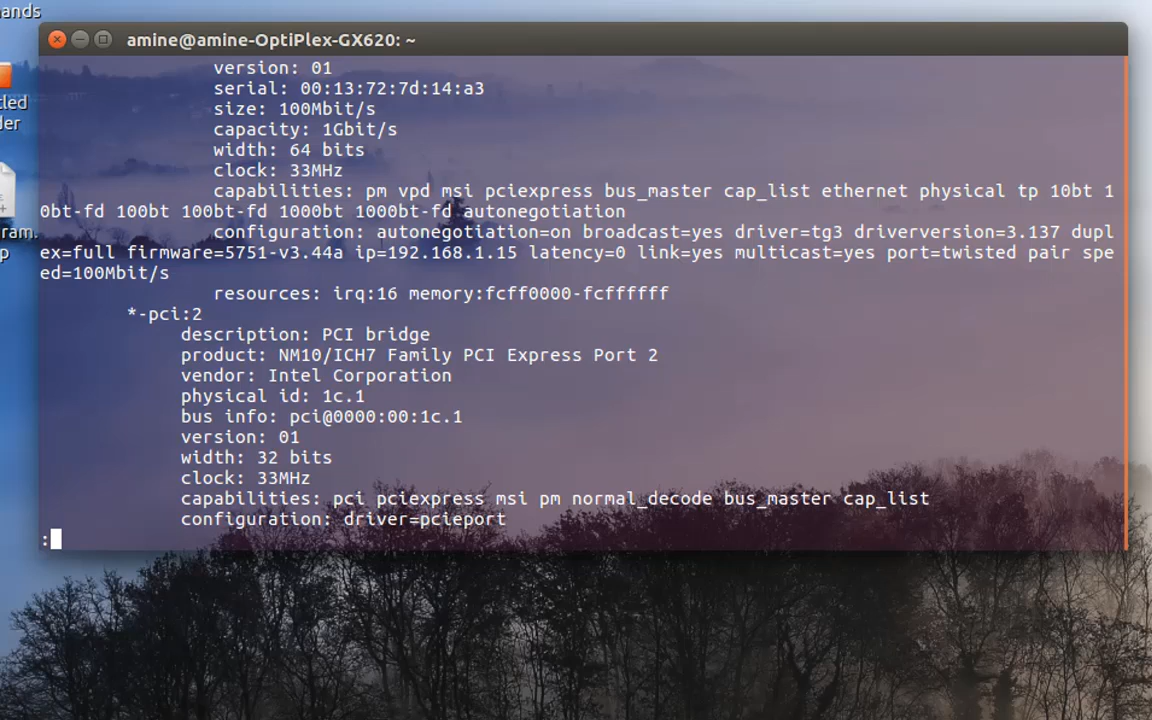 ands
amine@amine-OptiPlex-GX620: ~
version: 01
serial: 00:13:72:7d:14:a3
size: 100Mbit/s
capacity: 1Gbit/s
width: 64 bits
clock: 33MHz
capabilities: pm vpd msi pciexpress bus_master cap_list ethernet physical tp 10bt 1
0bt-fd 100bt 100bt-fd 1000bt 1000bt-fd autonegotiation
configuration: autonegotiation=on broadcast=yes driver=tg3 driverversion=3.137 dupl
ex=full firmware=5751-v3.44a ip=192.168.1.15 latency=0 link=yes multicast=yes port=twisted pair spe
ed=100Mbit/s
resources: irq:16 memory:fcff0000-fcffffff
*-pci:2
description: PCI bridge
product: NM10/ICH7 Family PCI Express Port 2
vendor: Intel Corporation
physical id: 1c.1
bus info: pci@0000:00:1c.1
version: 01
width: 32 bits
clock: 33MHz
capabilities: pci pciexpress msi pm normal_decode bus_master cap_list
configuration: driver=pcieport
:
tled
der
ram.
p